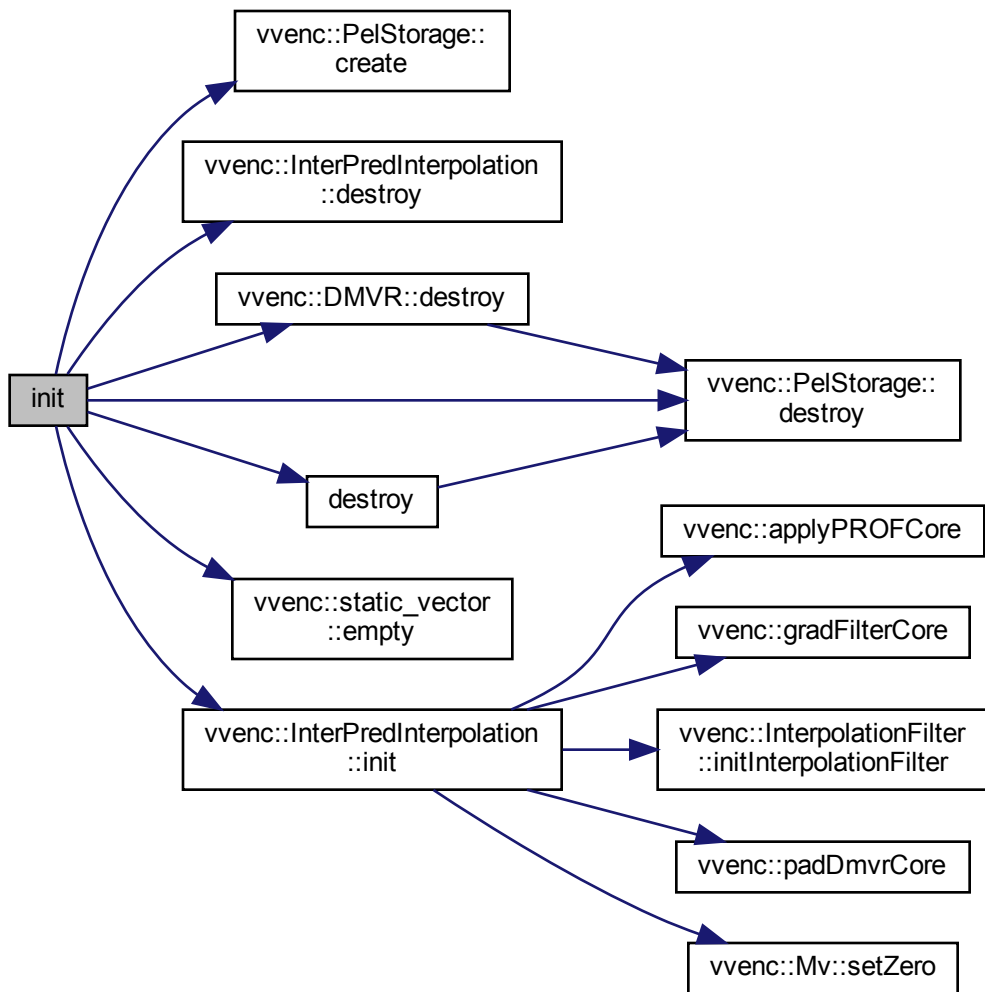 vvenc::PelStorage::
create
vvenc::InterPredInterpolation
::destroy
vvenc::DMVR::destroy
init
vvenc::PelStorage::
destroy
destroy
vvenc::applyPROFCore
vvenc::static_vector
::empty
vvenc::gradFilterCore
vvenc::InterPredInterpolation
::init
vvenc::InterpolationFilter
::initInterpolationFilter
vvenc::padDmvrCore
vvenc::Mv::setZero